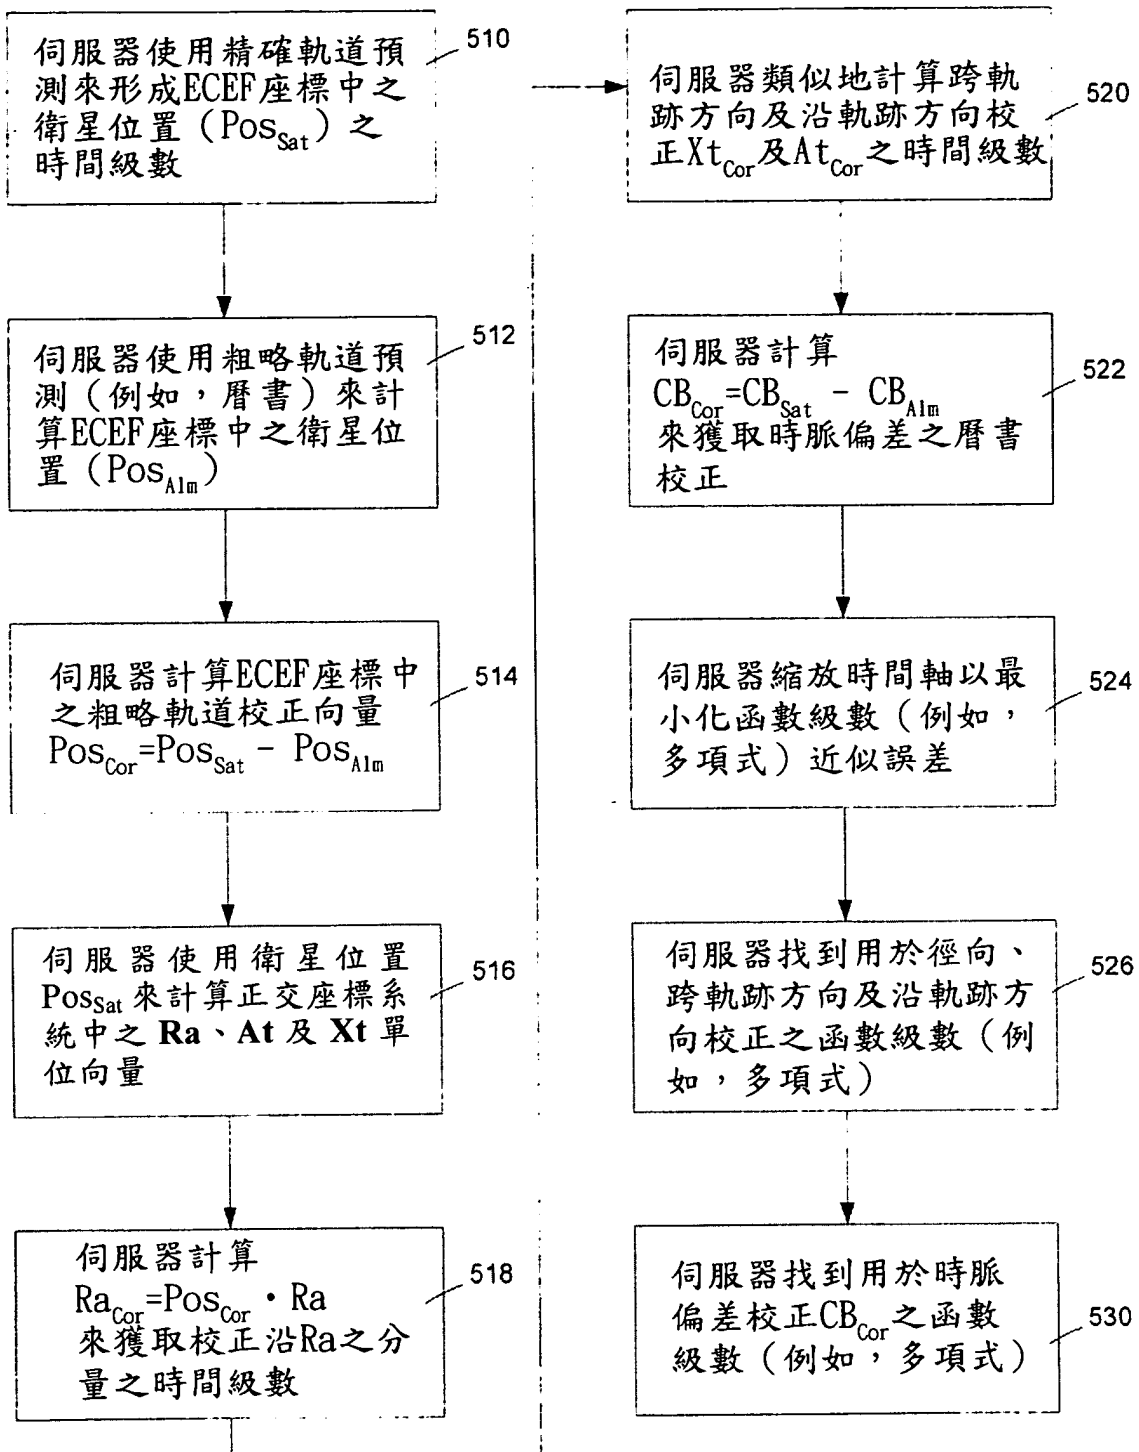 伺服器使用精確軌道預
測來形成ECEF座標中之
衛星位置（PosSat）之
時間級數
510
伺服器使用粗略軌道預
測（例如，曆書）來計
算ECEF座標中之衛星位
置（PosAlm）
512
伺服器計算ECEF座標中
之粗略軌道校正向量
PosCor=PosSat - PosAlm
514
伺服器使用衛星位置
PosSat來計算正交座標系
統中之 Ra、At 及 Xt 單
位向量
516
伺服器計算
RaCor=PosCor · Ra
來獲取校正沿Ra之分
量之時間級數
518
伺服器類似地計算跨軌
跡方向及沿軌跡方向校
正XtCor及AtCor之時間級數
520
伺服器計算
CBCor=CBSat - CBAlm
來獲取時脈偏差之曆書
校正
522
伺服器縮放時間軸以最
小化函數級數（例如，
多項式）近似誤差
524
伺服器找到用於徑向、
跨軌跡方向及沿軌跡方
向校正之函數級數（例
如，多項式）
526
伺服器找到用於時脈
偏差校正CBCor之函數
級數（例如，多項式）
530